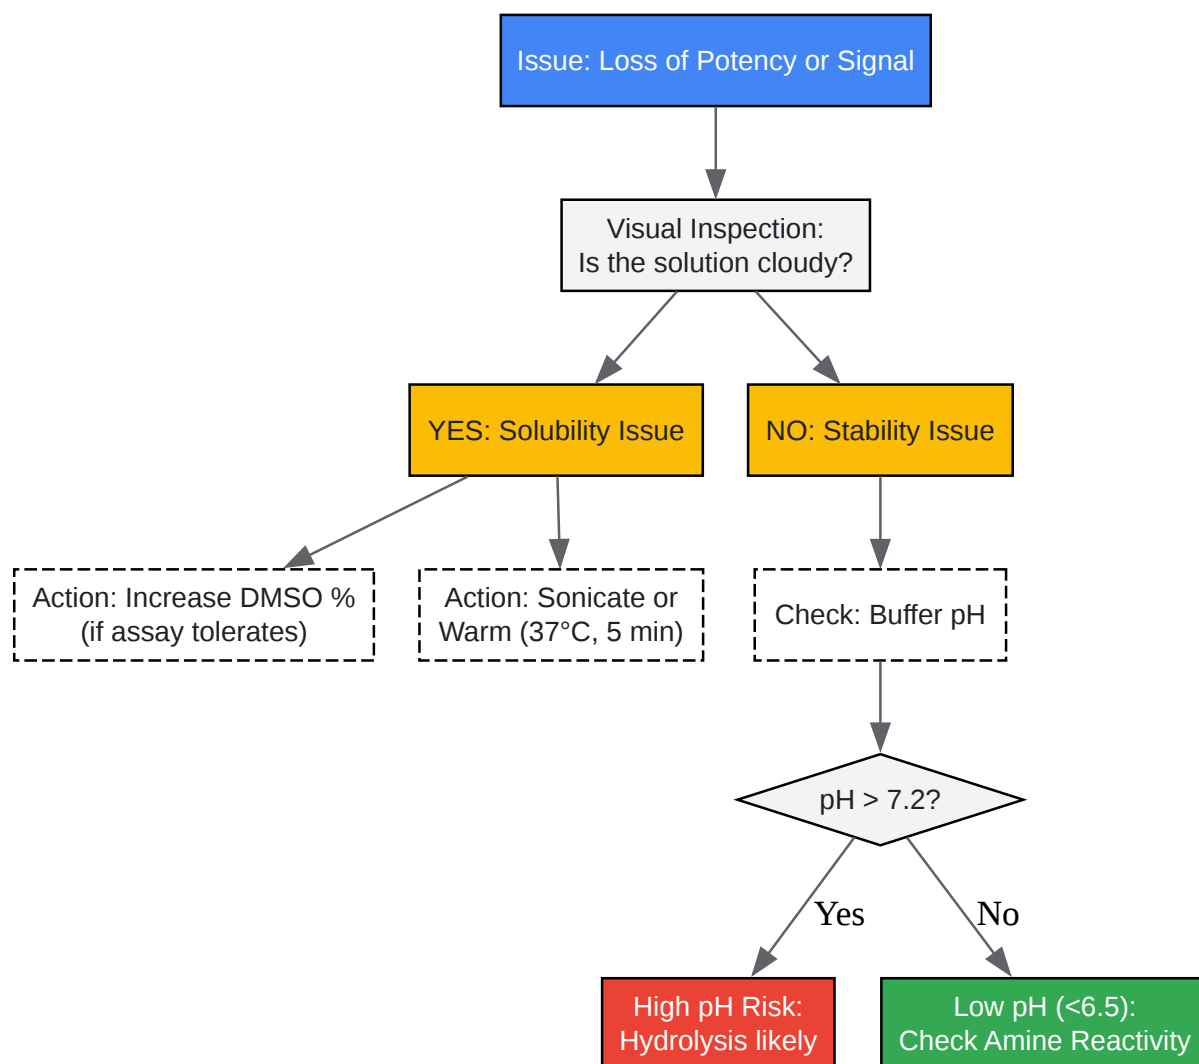 Issue: Loss of Potency or Signal
Visual Inspection:
Is the solution cloudy?
YES: Solubility Issue
NO: Stability Issue
Action: Increase DMSO %
(if assay tolerates)
Action: Sonicate or
Warm (37°C, 5 min)
Check: Buffer pH
pH > 7.2?
Yes
No
High pH Risk:
Hydrolysis likely
Low pH (<6.5):
Check Amine Reactivity